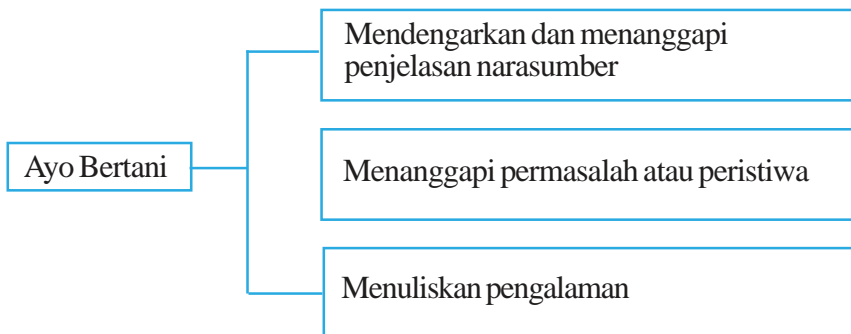 Mendengarkan dan menanggapi
penjelasan narasumber
Ayo Bertani
Menanggapi permasalah atau peristiwa
Menuliskan pengalaman